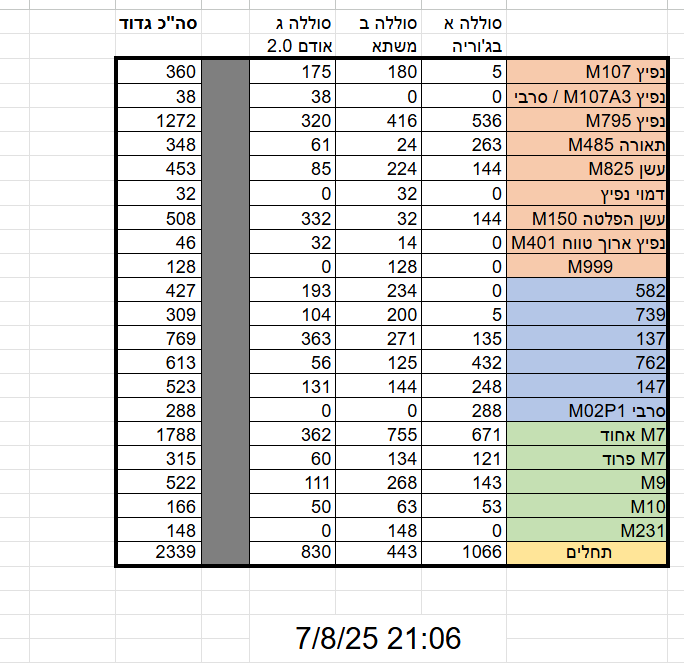 סוללה א סוללה ב סוללה ג סה"כ גדוד
בג'וריה משתא אודם 2.0
נפיץ M107 5 180 175 360
נפיץ M107A3 / סרבי 0 0 38 38
נפיץ M795 536 416 320 1272
תאורה M485 263 24 61 348
עשן M825 144 224 85 453
דמוי נפיץ 0 32 0 32
עשן הפלטה M150 144 32 332 508
נפיץ ארוך טווח M401 0 14 32 46
M999 0 128 0 128
582 0 234 193 427
739 5 200 104 309
137 135 271 363 769
762 432 125 56 613
147 248 144 131 523
סרבי M02P1 288 0 0 288
M7 אחוד 671 755 362 1788
M7 פרוד 121 134 60 315
M9 143 268 111 522
M10 53 63 50 166
M231 0 148 0 148
תחלים 1066 443 830 2339
7/8/25 21:06